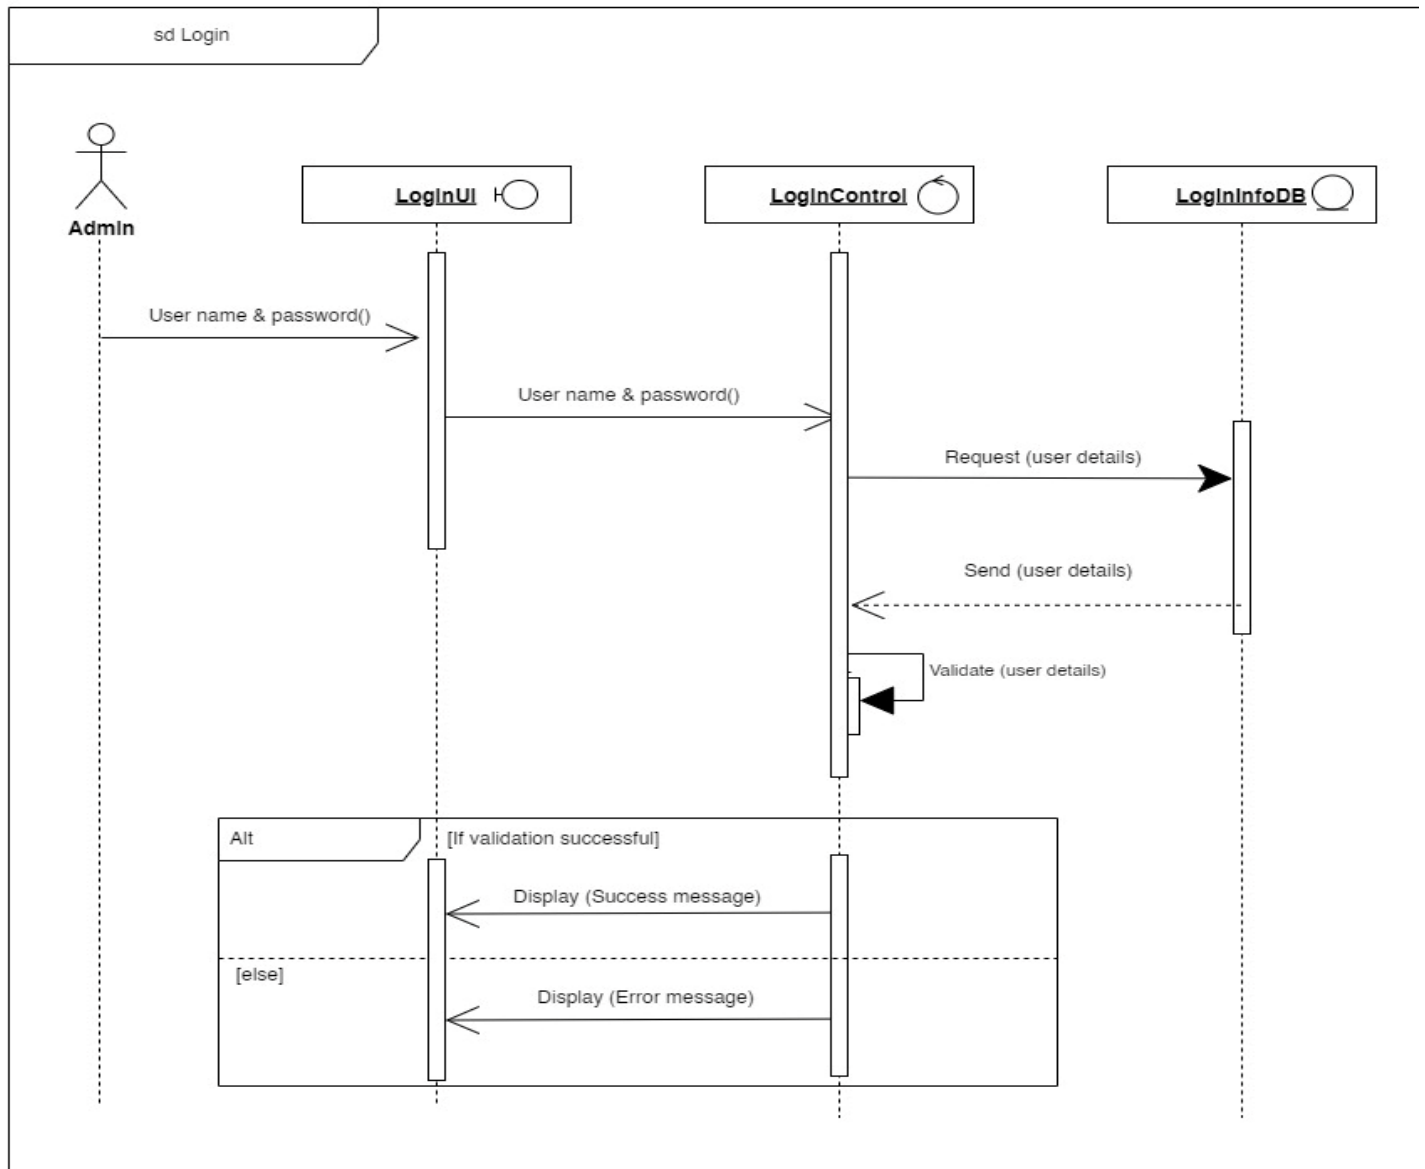 sd Login
Admin
LogInUI
LogInControl
LogInInfoDB
User name & password()
User name & password()
Request (user details)
Send (user details)
Validate (user details)
Alt
[If validation successful]
Display (Success message)
[else]
Display (Error message)